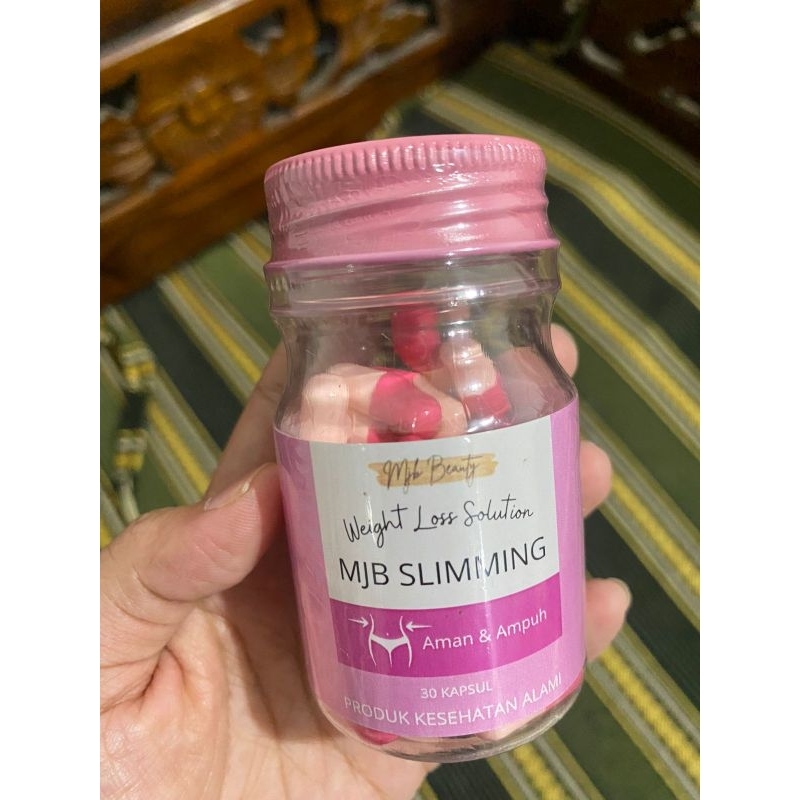 Mjb Beauty
Weight Loss Solution
MJB SLIMMING
Aman & Ampuh
30 KAPSUL
PRODUK KESEHATAN ALAMI